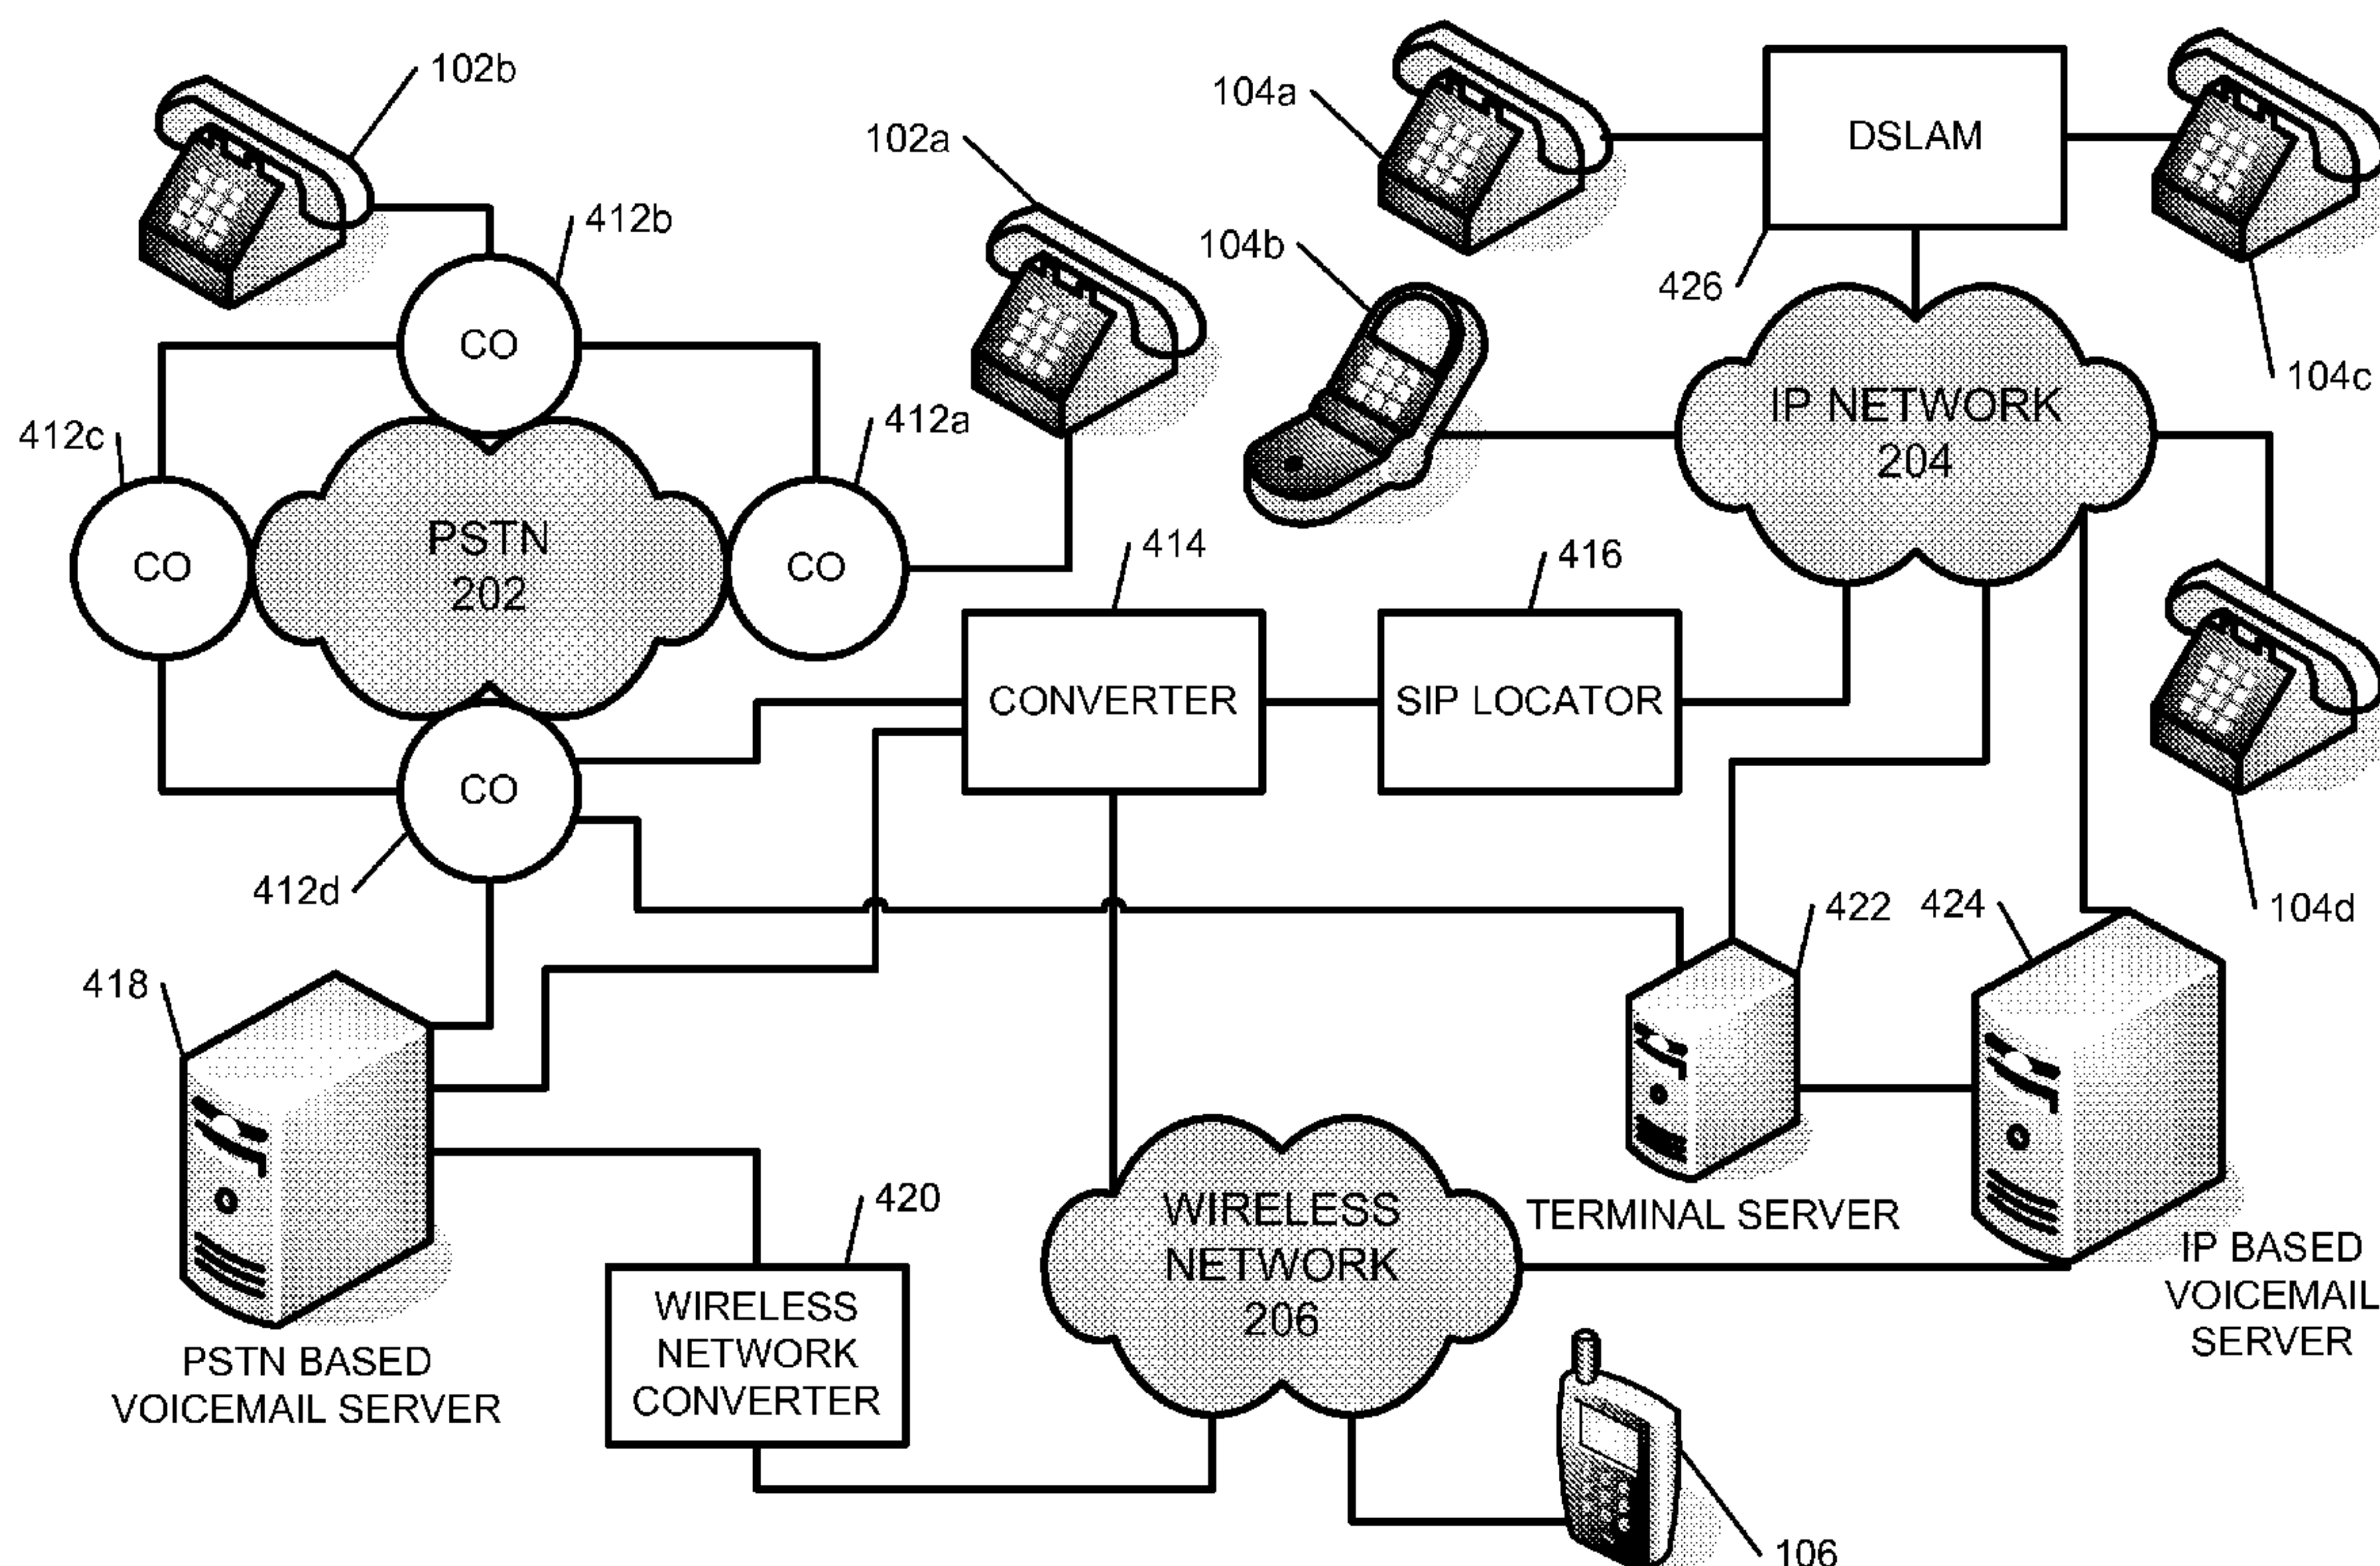 102b
104a
DSLAM
102a
412b
104b
426
CO
104c
412c
412a
IP NETWORK
204
PSTN
202
CO
CO
414
416
CONVERTER
SIP LOCATOR
CO
412d
422
424
104d
418
420
WIRELESS
NETWORK
206
TERMINAL SERVER
IP BASED
VOICEMAIL
SERVER
WIRELESS
NETWORK
CONVERTER
PSTN BASED
VOICEMAIL SERVER
106